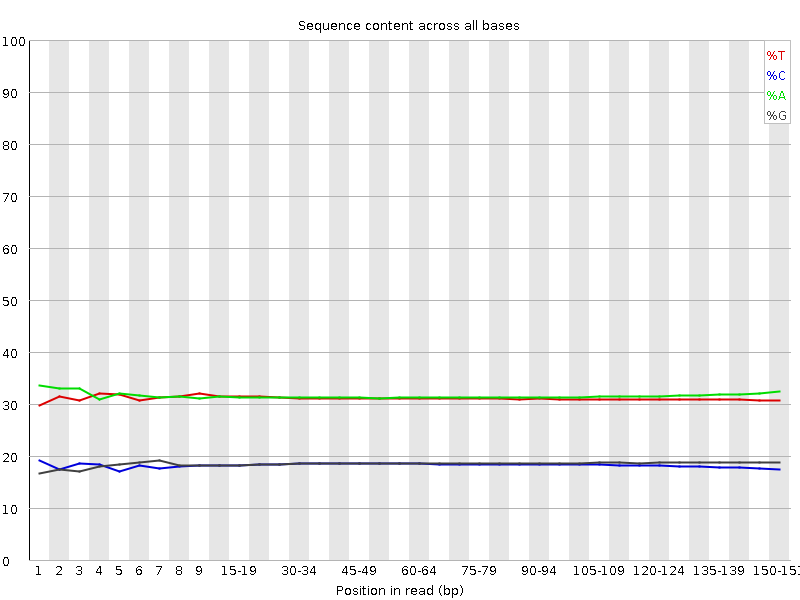 Sequence content across all bases
100
90
80
70
60
50
40
30
20
10
0
%T
%C
%A
%G
1 2 3 4 5 6 7 8 9 15-19 30-34 45-49 60-64 75-79 90-94 105-109 120-124 135-139 150-151
Position in read (bp)